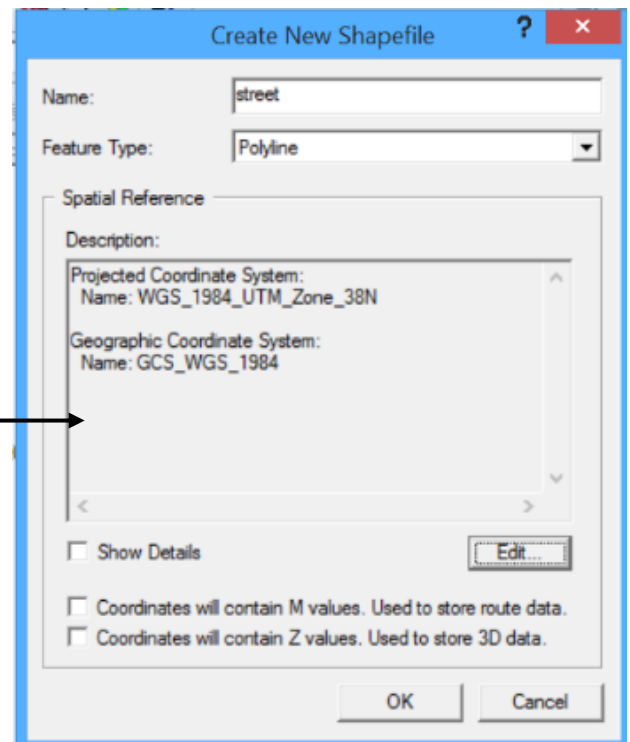 Create New Shapefile ? ×
Name: street
Feature Type: Polyline
Spatial Reference
Description:
Projected Coordinate System:
Name: WGS_1984_UTM_Zone_38N
Geographic Coordinate System:
Name: GCS_WGS_1984
Show Details Edit...
Coordinates will contain M values. Used to store route data.
Coordinates will contain Z values. Used to store 3D data.
OK Cancel